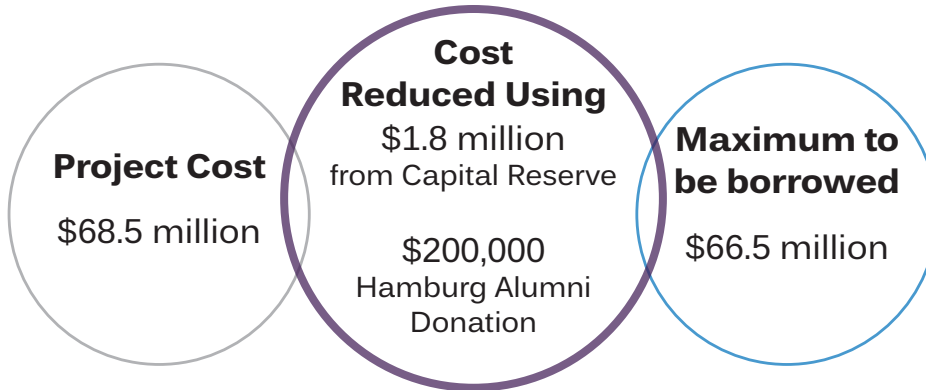 Project Cost
$68.5 million
Cost
Reduced Using
$1.8 million
from Capital Reserve
$200,000
Hamburg Alumni
Donation
Maximum to
be borrowed
$66.5 million